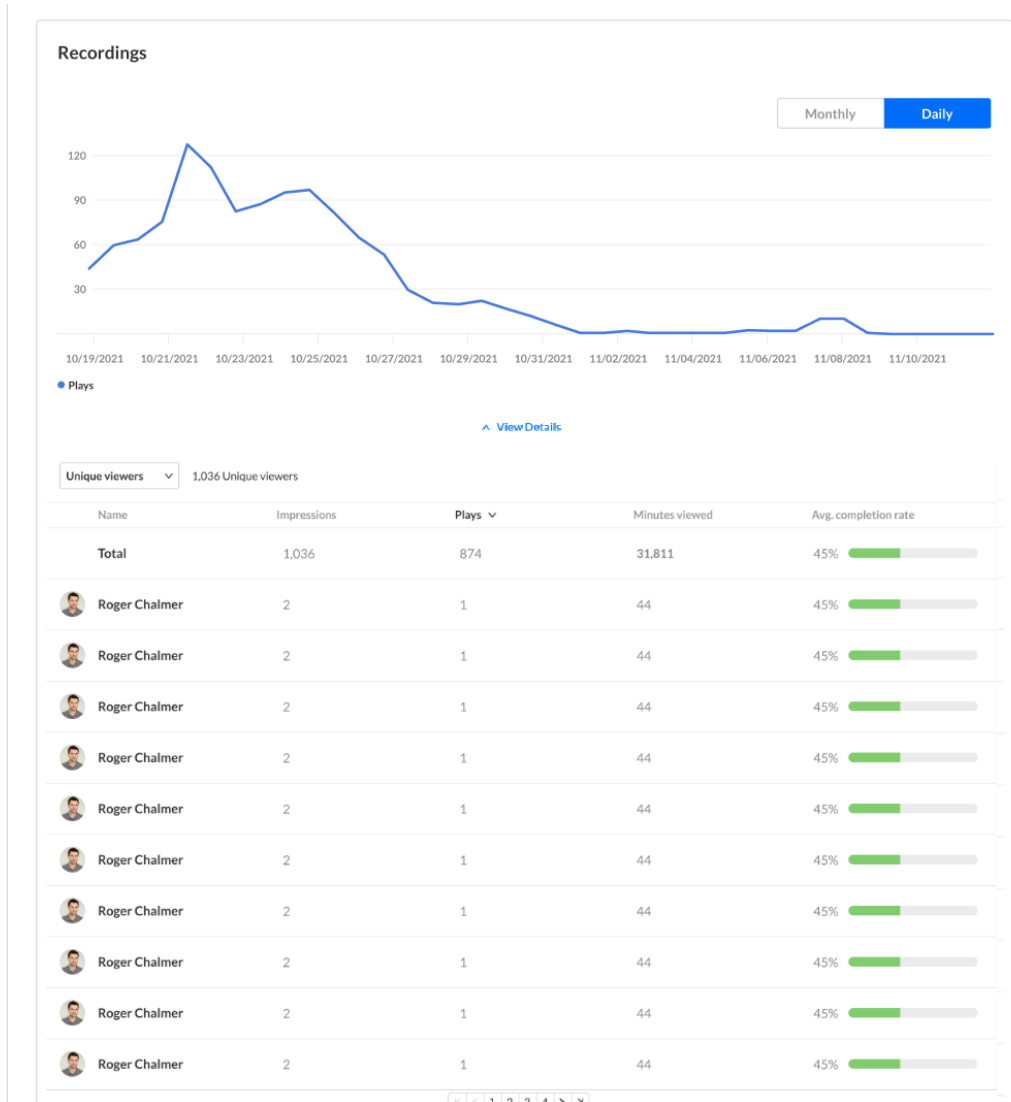 Recordings
Monthly Daily
120
90
60
30
10/19/2021 10/21/2021 10/23/2021 10/25/2021 10/27/2021 10/29/2021 10/31/2021 11/02/2021 11/04/2021 11/06/2021 11/08/2021 11/10/2021
Plays
View Details
Unique viewers 1,036 Unique viewers
Name Impressions Plays Minutes viewed Avg. completion rate
Total 1,036 874 31,811 45%
Roger Chalmer 2 1 44 45%
Roger Chalmer 2 1 44 45%
Roger Chalmer 2 1 44 45%
Roger Chalmer 2 1 44 45%
Roger Chalmer 2 1 44 45%
Roger Chalmer 2 1 44 45%
Roger Chalmer 2 1 44 45%
Roger Chalmer 2 1 44 45%
Roger Chalmer 2 1 44 45%
Roger Chalmer 2 1 44 45%
1 2 3 4